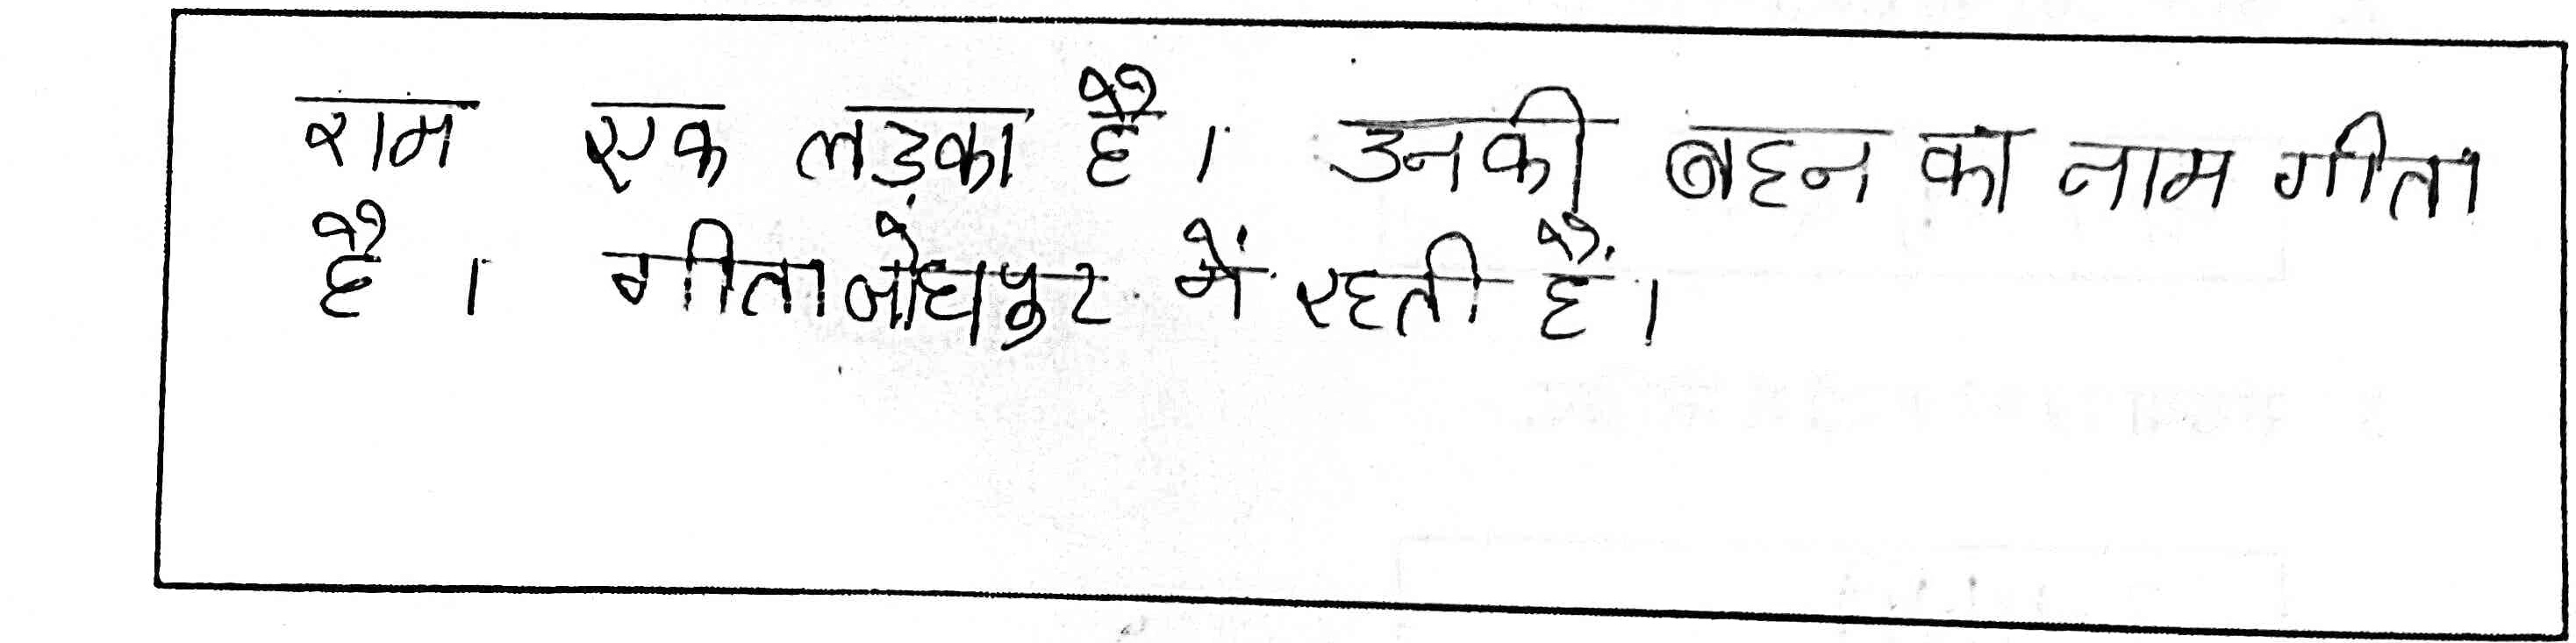 राम एक लड़का है। उनकी बहन का नाम गीता
है। गीता जोधपुर में रहती हैं।